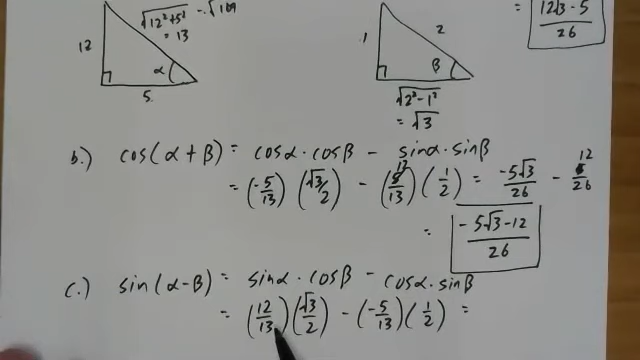 12
√12²+5² = √169
= 13
α
5
1
2
β
√2²-1²
= √3
= 12√3 - 5 / 26
b.) cos(α+β) = cosα · cosβ - sinα · sinβ
= (-5/13) (√3/2) - (12/13) (1/2) = -5√3/26 - 12/26
= -5√3-12 / 26
c.) sin(α-β) = sinα · cosβ - cosα · sinβ
= (12/13) (√3/2) - (-5/13) (1/2) =